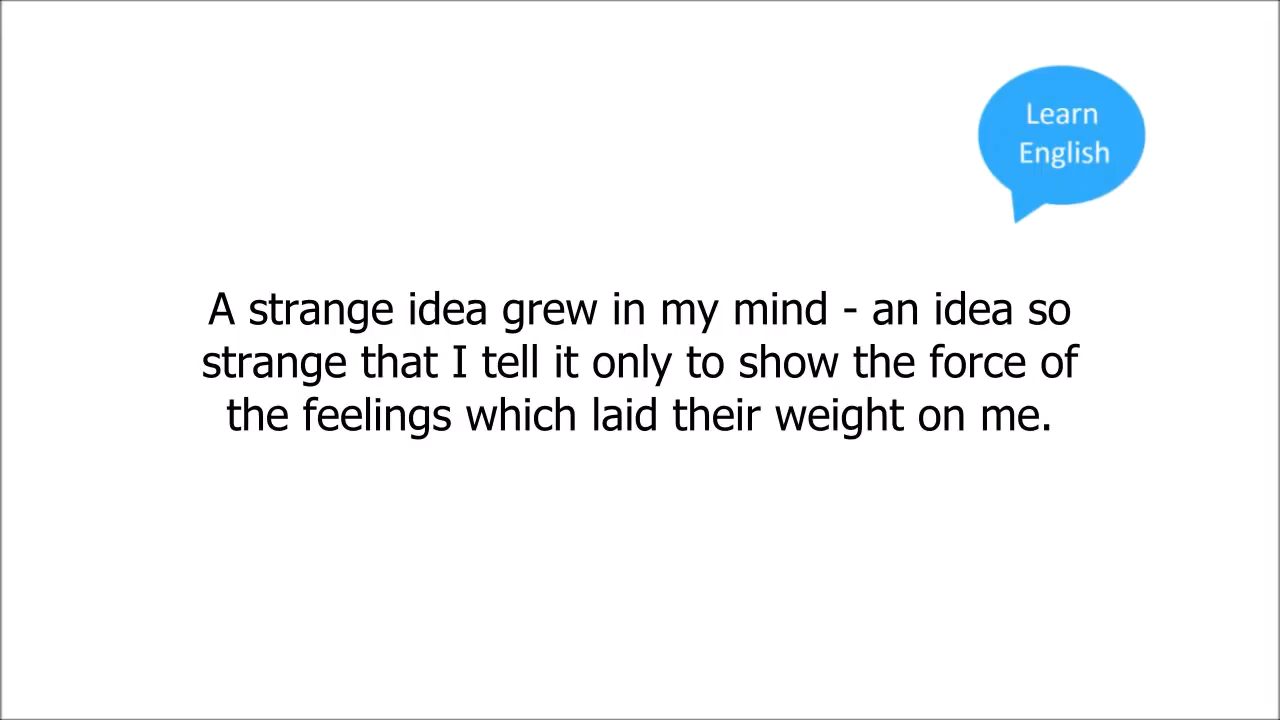 Learn
English
A strange idea grew in my mind - an idea so
strange that I tell it only to show the force of
the feelings which laid their weight on me.